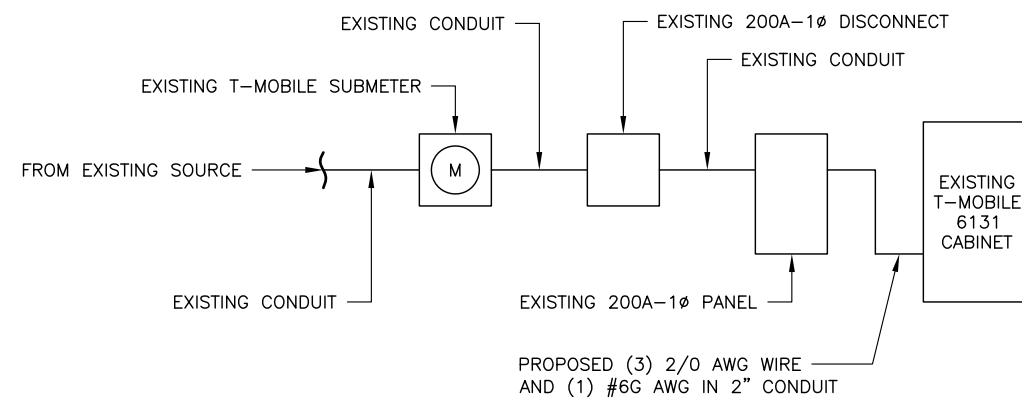 EXISTING CONDUIT
EXISTING 200A-1ø DISCONNECT
EXISTING CONDUIT
EXISTING T-MOBILE SUBMETER
FROM EXISTING SOURCE
M
EXISTING
T-MOBILE
6131
CABINET
EXISTING CONDUIT
EXISTING 200A-1ø PANEL
PROPOSED (3) 2/0 AWG WIRE
AND (1) #6G AWG IN 2" CONDUIT